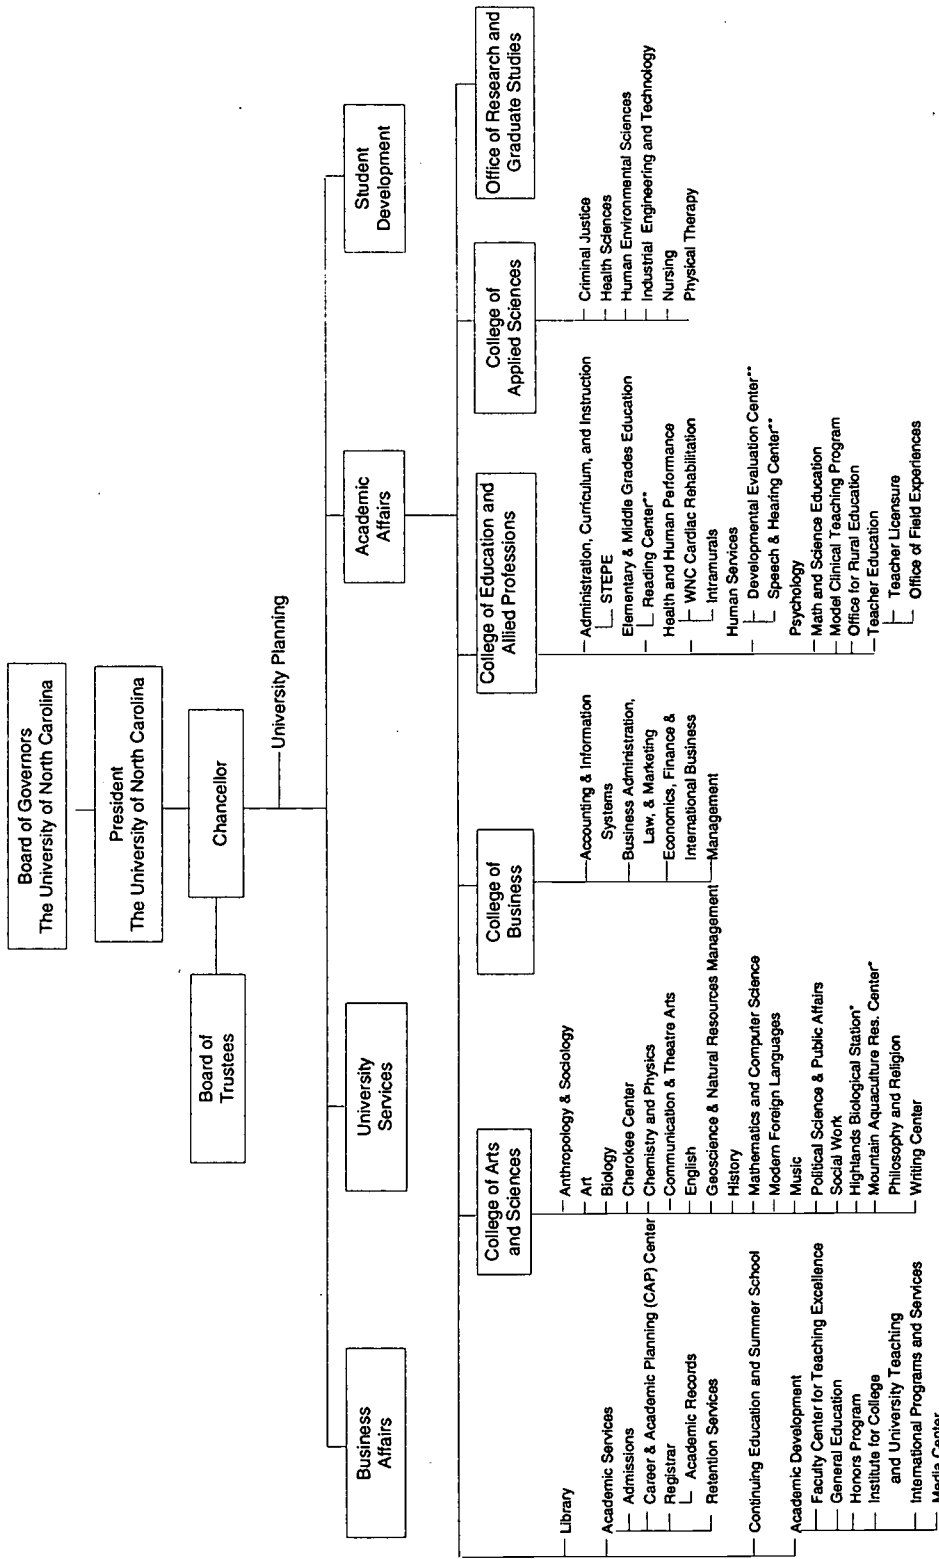 Board of Governors
The University of North Carolina
President
The University of North Carolina
Chancellor
Board of
Trustees
University Planning
Business
Affairs
University
Services
Academic
Affairs
Student
Development
College of Arts
and Sciences
College of
Business
College of Education and
Allied Professions
College of
Applied Sciences
Office of Research and
Graduate Studies
Library
Academic Services
Admissions
Career & Academic Planning (CAP) Center
Registrar
Academic Records
Retention Services
Continuing Education and Summer School
Academic Development
Faculty Center for Teaching Excellence
General Education
Honors Program
Institute for College
and University Teaching
International Programs and Services
Media Center
Anthropology & Sociology
Art
Biology
Cherokee Center
Chemistry and Physics
Communication & Theatre Arts
English
Geoscience & Natural Resources Management
History
Mathematics and Computer Science
Modern Foreign Languages
Music
Political Science & Public Affairs
Social Work
Highlands Biological Station*
Mountain Aquaculture Res. Center*
Philosophy and Religion
Writing Center
Accounting & Information
Systems
Business Administration,
Law, & Marketing
Economics, Finance &
International Business
Management
Administration, Curriculum, and Instruction
STEPE
Elementary & Middle Grades Education
Reading Center**
Health and Human Performance
WNC Cardiac Rehabilitation
Intramurals
Human Services
Developmental Evaluation Center**
Speech & Hearing Center**
Psychology
Math and Science Education
Model Clinical Teaching Program
Office for Rural Education
Teacher Education
Teacher Licensure
Office of Field Experiences
Criminal Justice
Health Sciences
Human Environmental Sciences
Industrial Engineering and Technology
Nursing
Physical Therapy